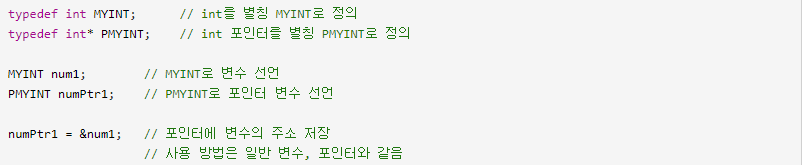 typedef int MYINT;      // int를 별칭 MYINT로 정의
typedef int* PMYINT;    // int 포인터를 별칭 PMYINT로 정의
MYINT num1;        // MYINT로 변수 선언
PMYINT numPtr1;    // PMYINT로 포인터 변수 선언
numPtr1 = &num1;   // 포인터에 변수의 주소 저장
                   // 사용 방법은 일반 변수, 포인터와 같음